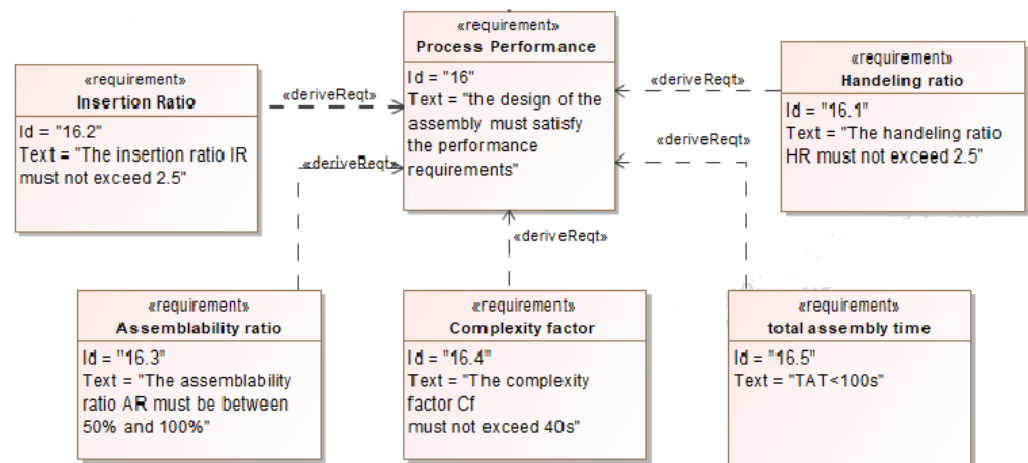 «requirement»
Process Performance
Id = "16"
Text = "the design of the
assembly must satisfy
the performance
requirements"
«requirement»
Insertion Ratio
Id = "16.2"
Text = "The insertion ratio IR
must not exceed 2.5"
«deriveReqt»
«deriveReqt»
«requirement»
Handeling ratio
Id = "16.1"
Text = "The handeling ratio
HR must not exceed 2.5"
«deriveReqt»
«deriveReqt»
«deriveReqt»
«requirement»
Assemblability ratio
Id = "16.3"
Text = "The assemblability
ratio AR must be between
50% and 100%"
«requirement»
Complexity factor
Id = "16.4"
Text = "The complexity
factor Cf
must not exceed 40s"
«requirement»
total assembly time
Id = "16.5"
Text = "TAT<100s"